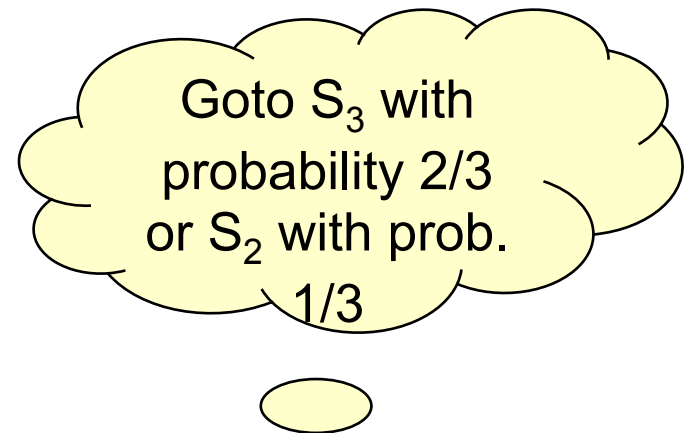 Goto S₃ with
probability 2/3
or S₂ with prob.
1/3